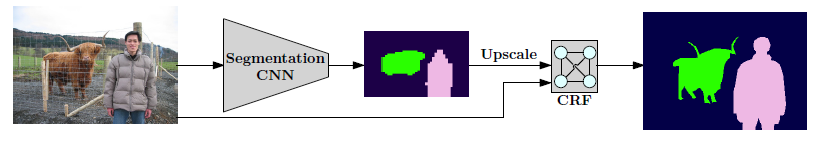 Segmentation
CNN
Upscale
CRF